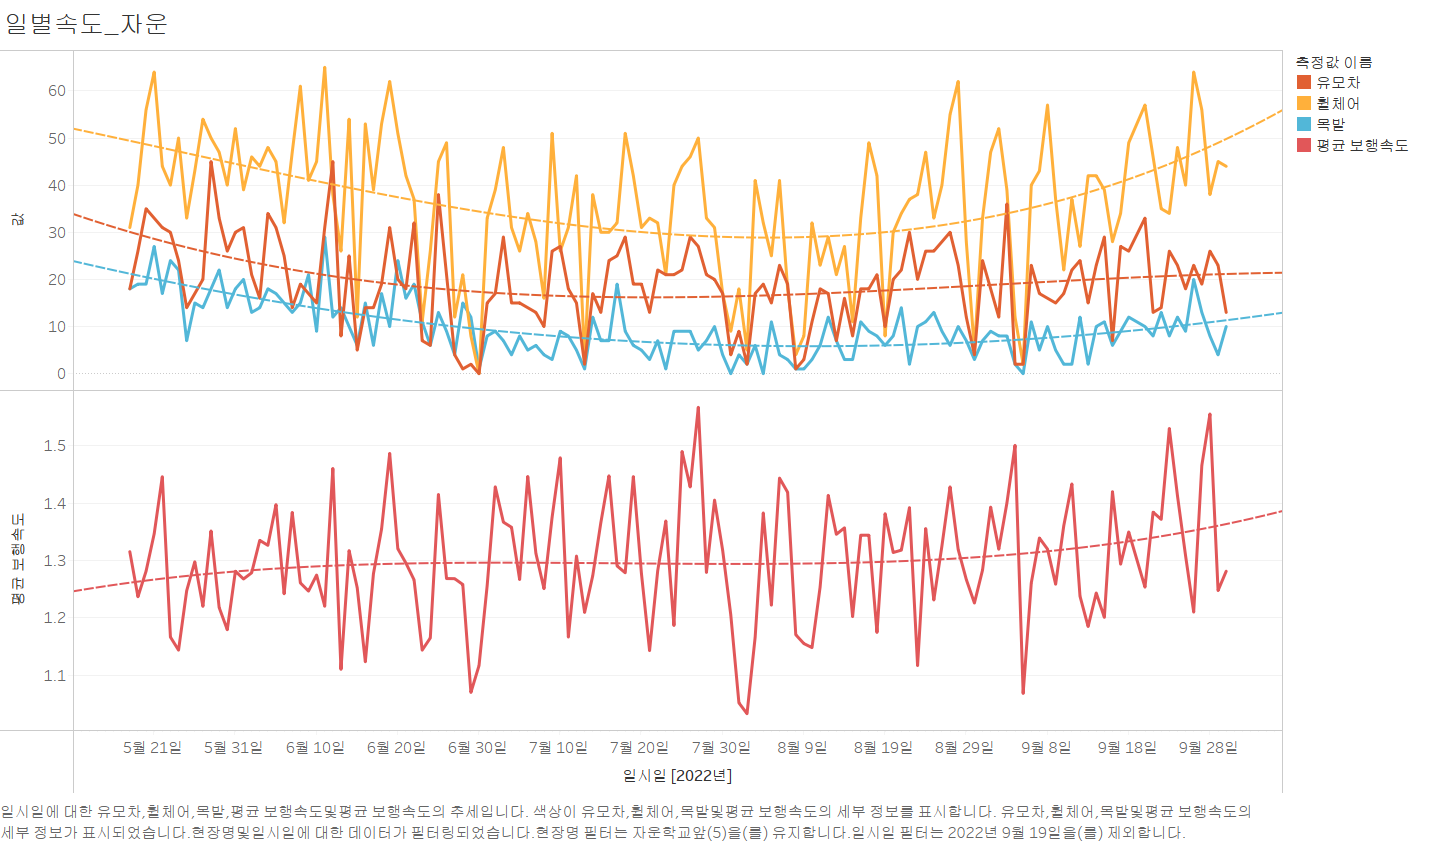 일별속도_자운
측정값 이름
유모차
휠체어
목발
평균 보행속도
값
60
50
40
30
20
10
0
평균 보행속도
1.5
1.4
1.3
1.2
1.1
5월 21일 5월 31일 6월 10일 6월 20일 6월 30일 7월 10일 7월 20일 7월 30일 8월 9일 8월 19일 8월 29일 9월 8일 9월 18일 9월 28일
일시일 [2022년]
일시일에 대한 유모차,휠체어,목발,평균 보행속도및평균 보행속도의 추세입니다. 색상이 유모차,휠체어,목발및평균 보행속도의 세부 정보를 표시합니다. 유모차,휠체어,목발및평균 보행속도의
세부 정보가 표시되었습니다.현장명및일시일에 대한 데이터가 필터링되었습니다.현장명 필터는 자운학교앞(5)을(를) 유지합니다.일시일 필터는 2022년 9월 19일을(를) 제외합니다.